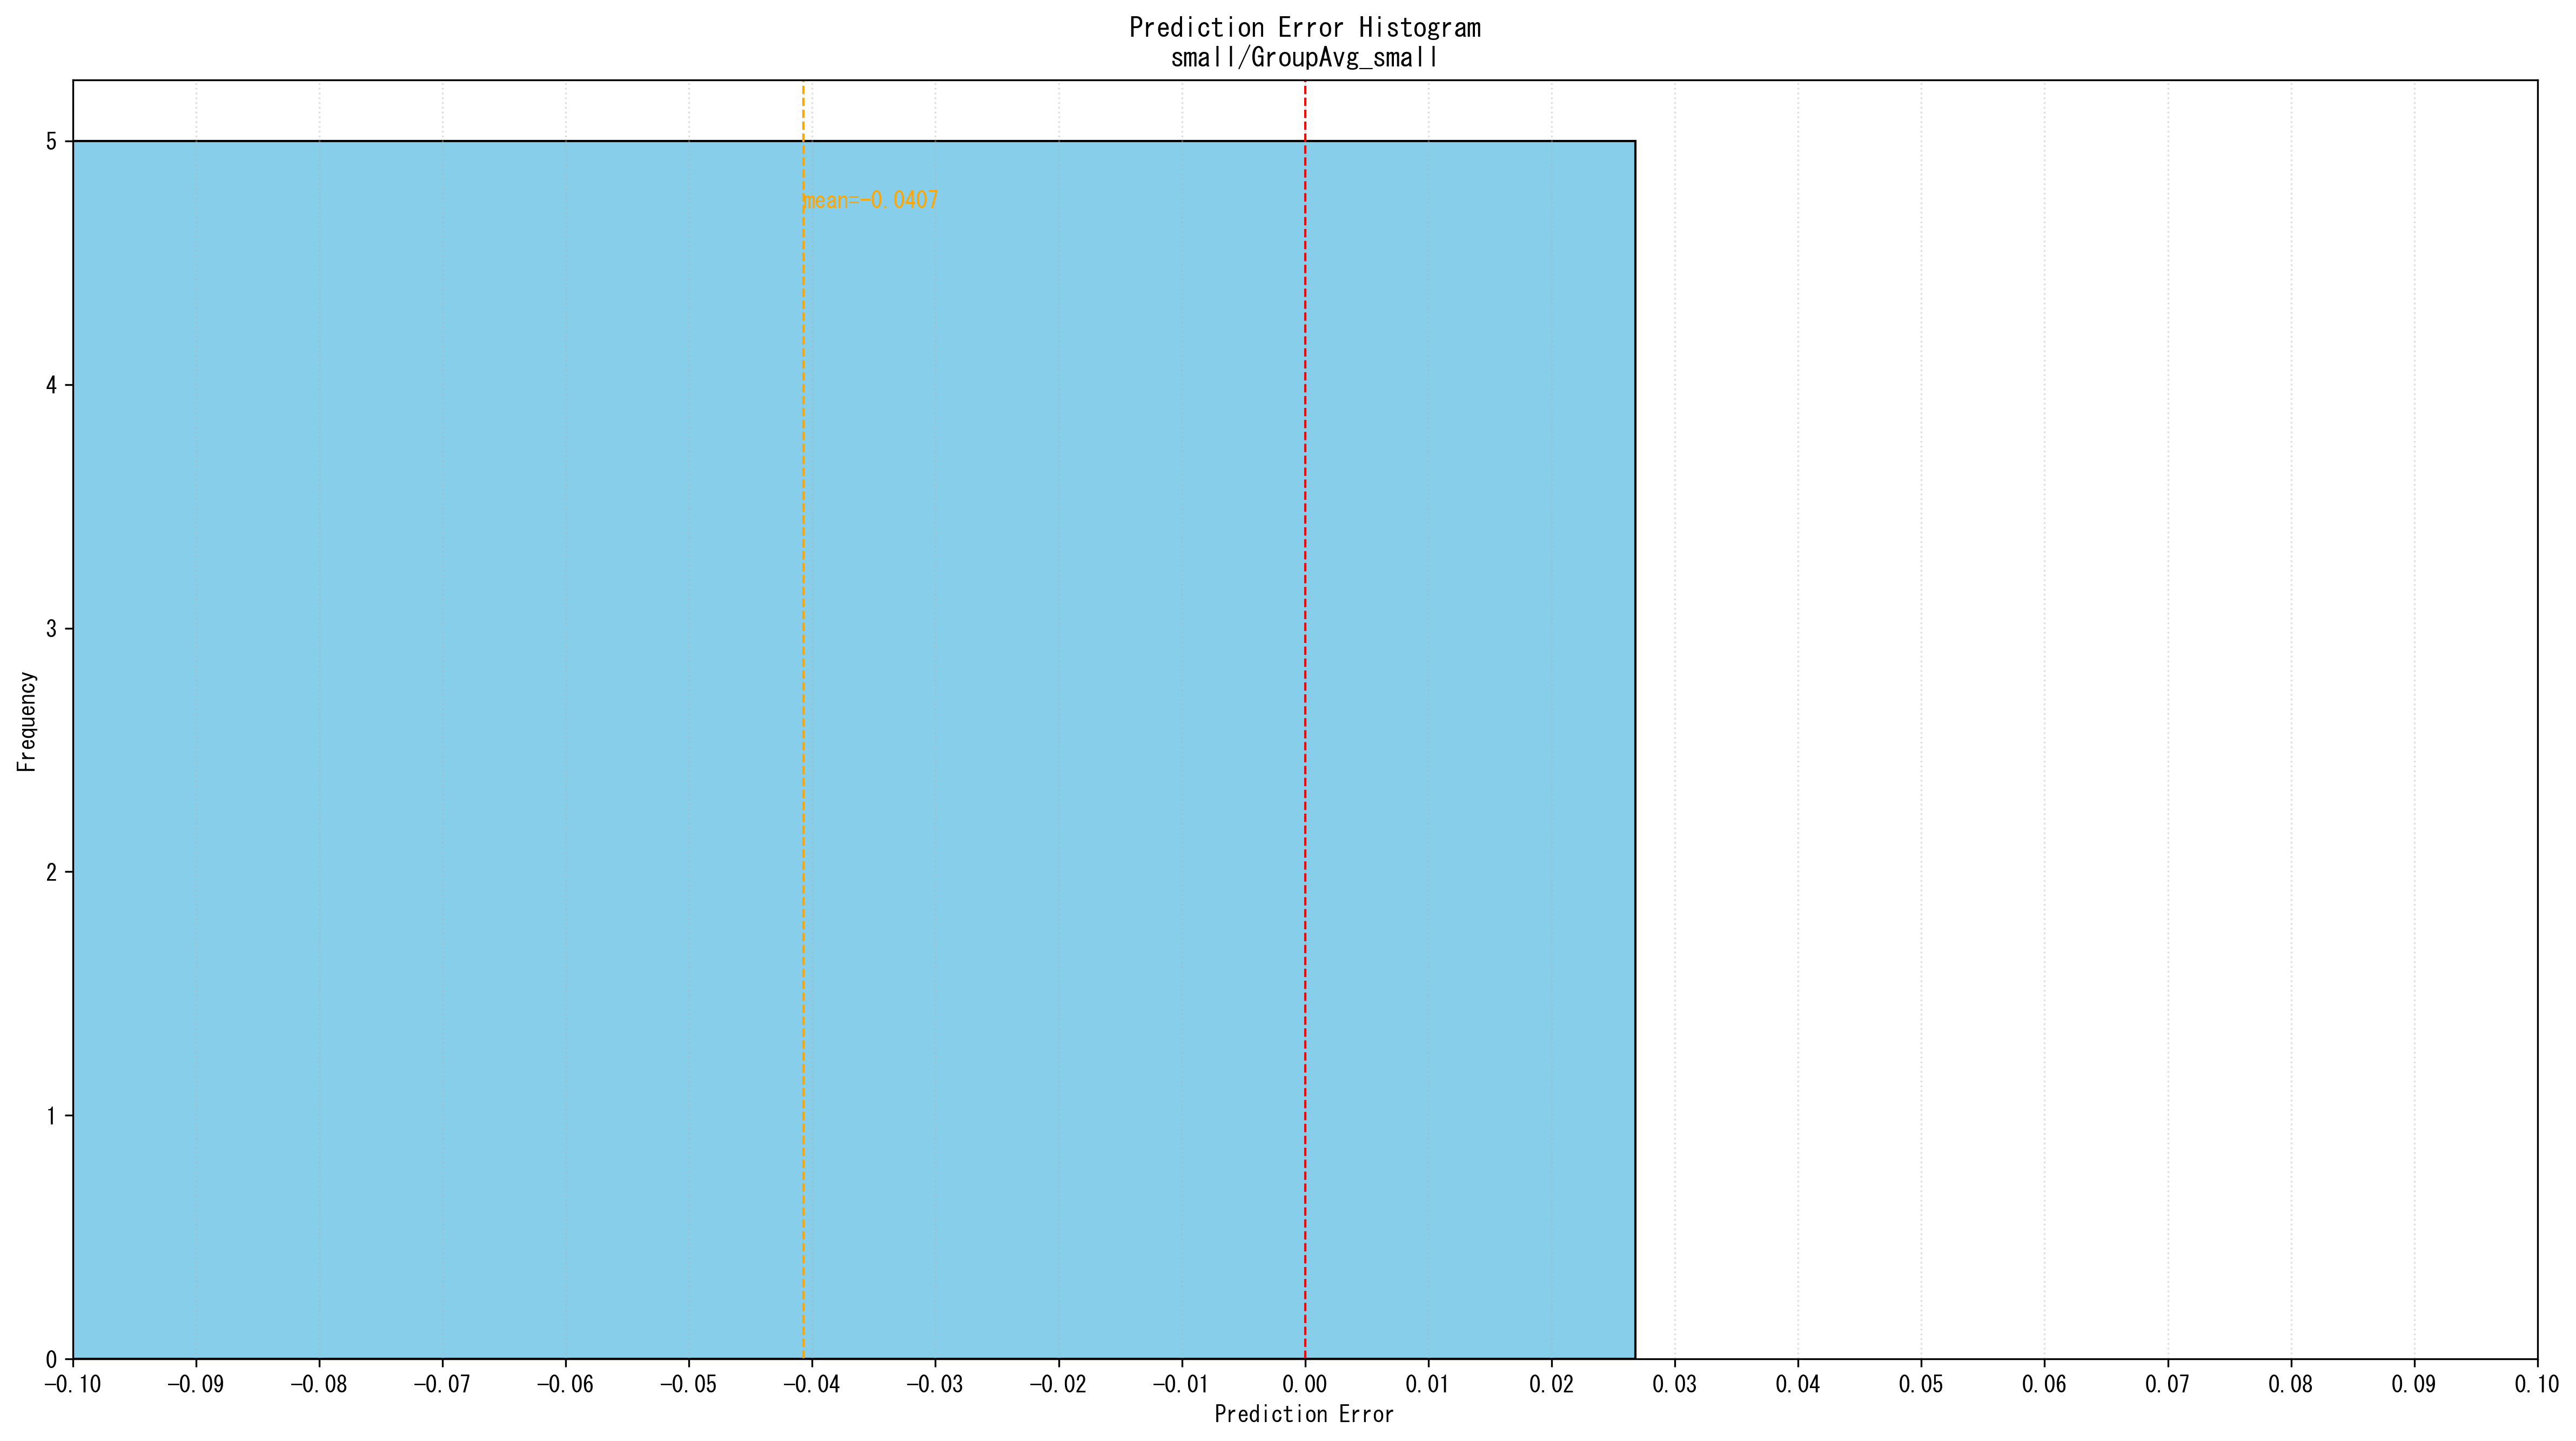 Prediction Error Histogram
small/GroupAvg_small
5
mean=-0.0407
4
3
Frequency
2
1
0
−0.10 −0.09 −0.08 −0.07 −0.06 −0.05 −0.04 −0.03 −0.02 −0.01 0.00 0.01 0.02 0.03 0.04 0.05 0.06 0.07 0.08 0.09 0.10
Prediction Error